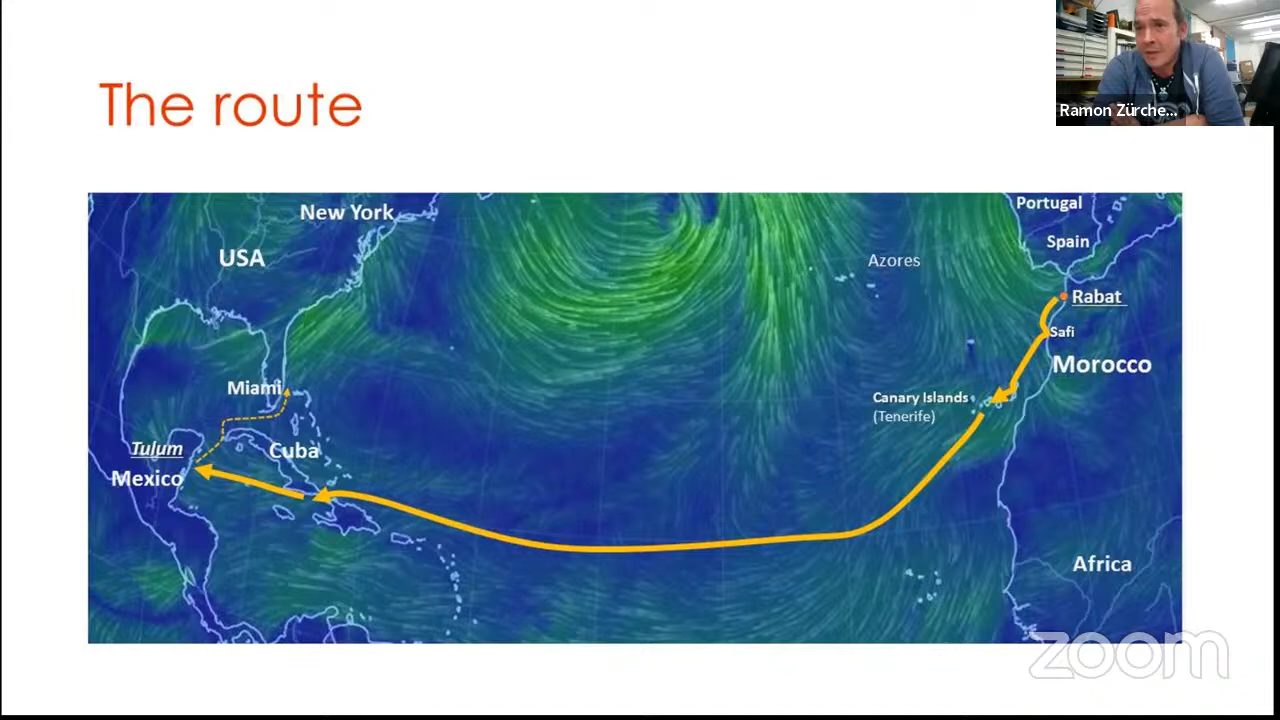 The route
Ramon Zürche...
New York
USA
Portugal
Spain
Azores
Rabat
Safi
Morocco
Miami
Canary Islands
(Tenerife)
Tulum
Cuba
Mexico
Africa
zoom